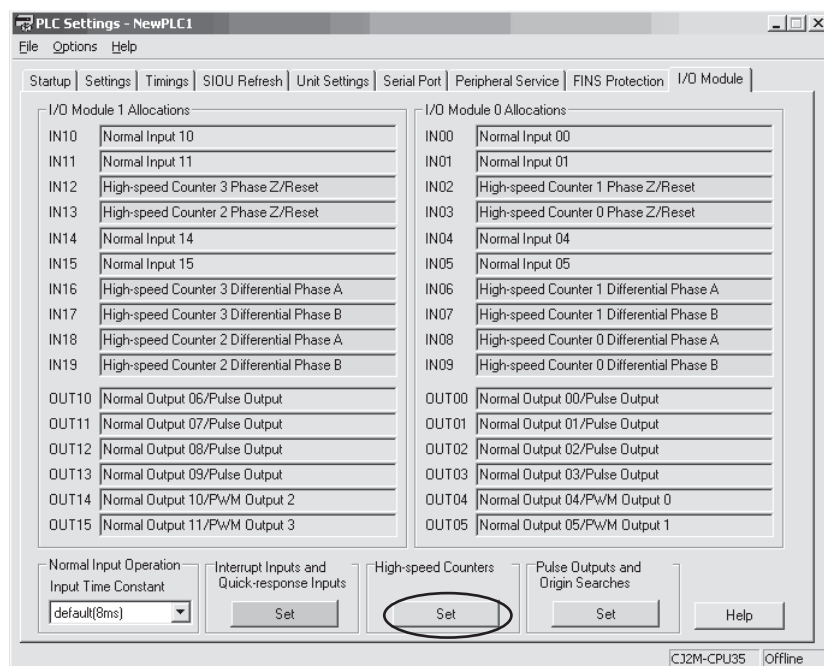 PLC Settings - NewPLC1
File Options Help
Startup Settings Timings SIOU Refresh Unit Settings Serial Port Peripheral Service FINS Protection I/O Module
I/O Module 1 Allocations
IN10 Normal Input 10
IN11 Normal Input 11
IN12 High-speed Counter 3 Phase Z/Reset
IN13 High-speed Counter 2 Phase Z/Reset
IN14 Normal Input 14
IN15 Normal Input 15
IN16 High-speed Counter 3 Differential Phase A
IN17 High-speed Counter 3 Differential Phase B
IN18 High-speed Counter 2 Differential Phase A
IN19 High-speed Counter 2 Differential Phase B
OUT10 Normal Output 06/Pulse Output
OUT11 Normal Output 07/Pulse Output
OUT12 Normal Output 08/Pulse Output
OUT13 Normal Output 09/Pulse Output
OUT14 Normal Output 10/PWM Output 2
OUT15 Normal Output 11/PWM Output 3
I/O Module 0 Allocations
IN00 Normal Input 00
IN01 Normal Input 01
IN02 High-speed Counter 1 Phase Z/Reset
IN03 High-speed Counter 0 Phase Z/Reset
IN04 Normal Input 04
IN05 Normal Input 05
IN06 High-speed Counter 1 Differential Phase A
IN07 High-speed Counter 1 Differential Phase B
IN08 High-speed Counter 0 Differential Phase A
IN09 High-speed Counter 0 Differential Phase B
OUT00 Normal Output 00/Pulse Output
OUT01 Normal Output 01/Pulse Output
OUT02 Normal Output 02/Pulse Output
OUT03 Normal Output 03/Pulse Output
OUT04 Normal Output 04/PWM Output 0
OUT05 Normal Output 05/PWM Output 1
Normal Input Operation
Input Time Constant
default(8ms)
Interrupt Inputs and
Quick-response Inputs
Set
High-speed Counters
Set
Pulse Outputs and
Origin Searches
Set
Help
CJ2M-CPU35 Offline